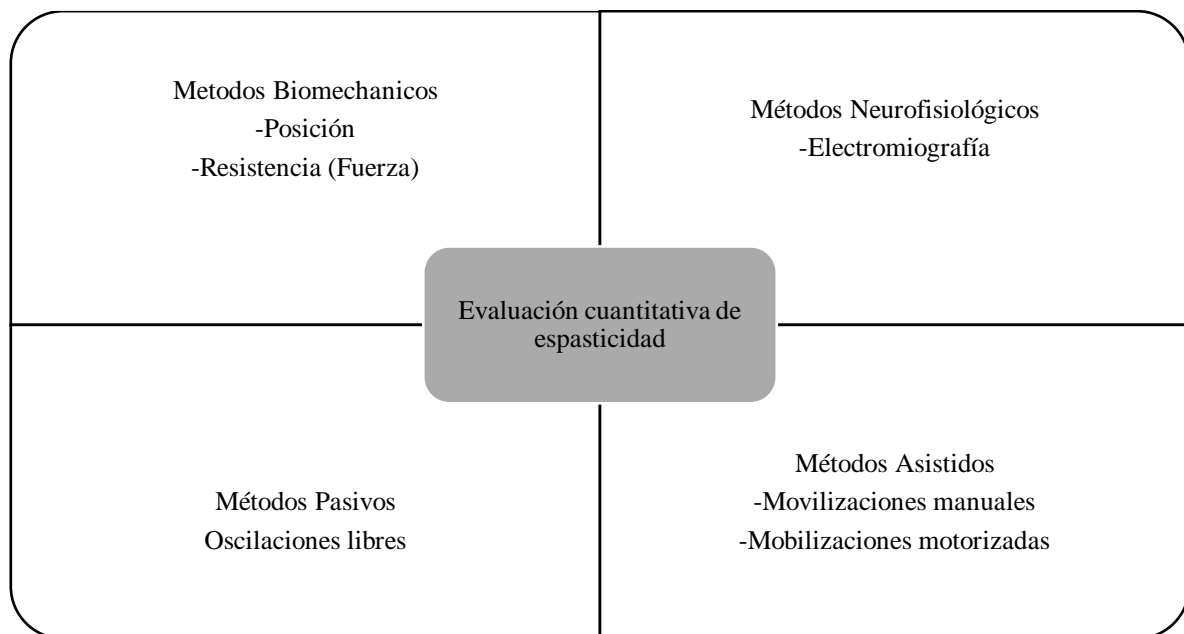 Metodos Biomechanicos
-Posición
-Resistencia (Fuerza)
Métodos Neurofisiológicos
-Electromiografía
Evaluación cuantitativa de
espasticidad
Métodos Pasivos
Oscilaciones libres
Métodos Asistidos
-Movilizaciones manuales
-Mobilizaciones motorizadas